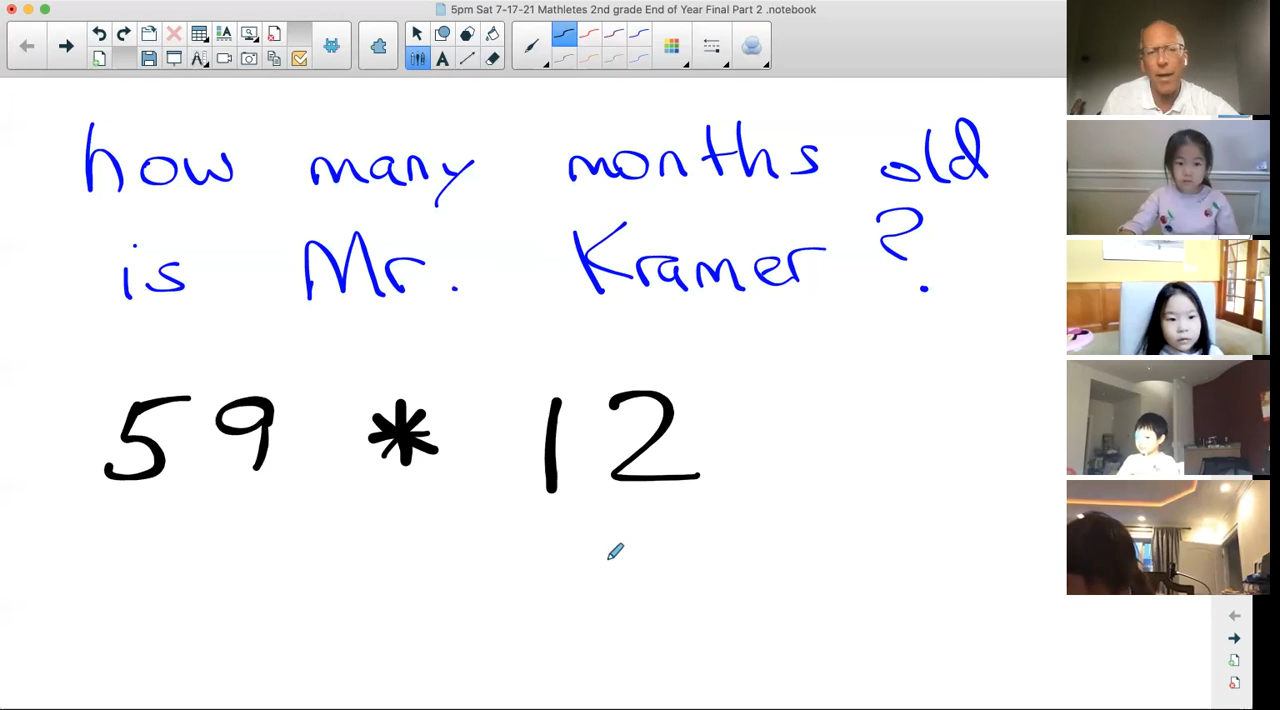 5pm Sat 7-17-21 Mathletes 2nd grade End of Year Final Part 2 .notebook
how many months old
is Mr. Kramer ?
59 * 12